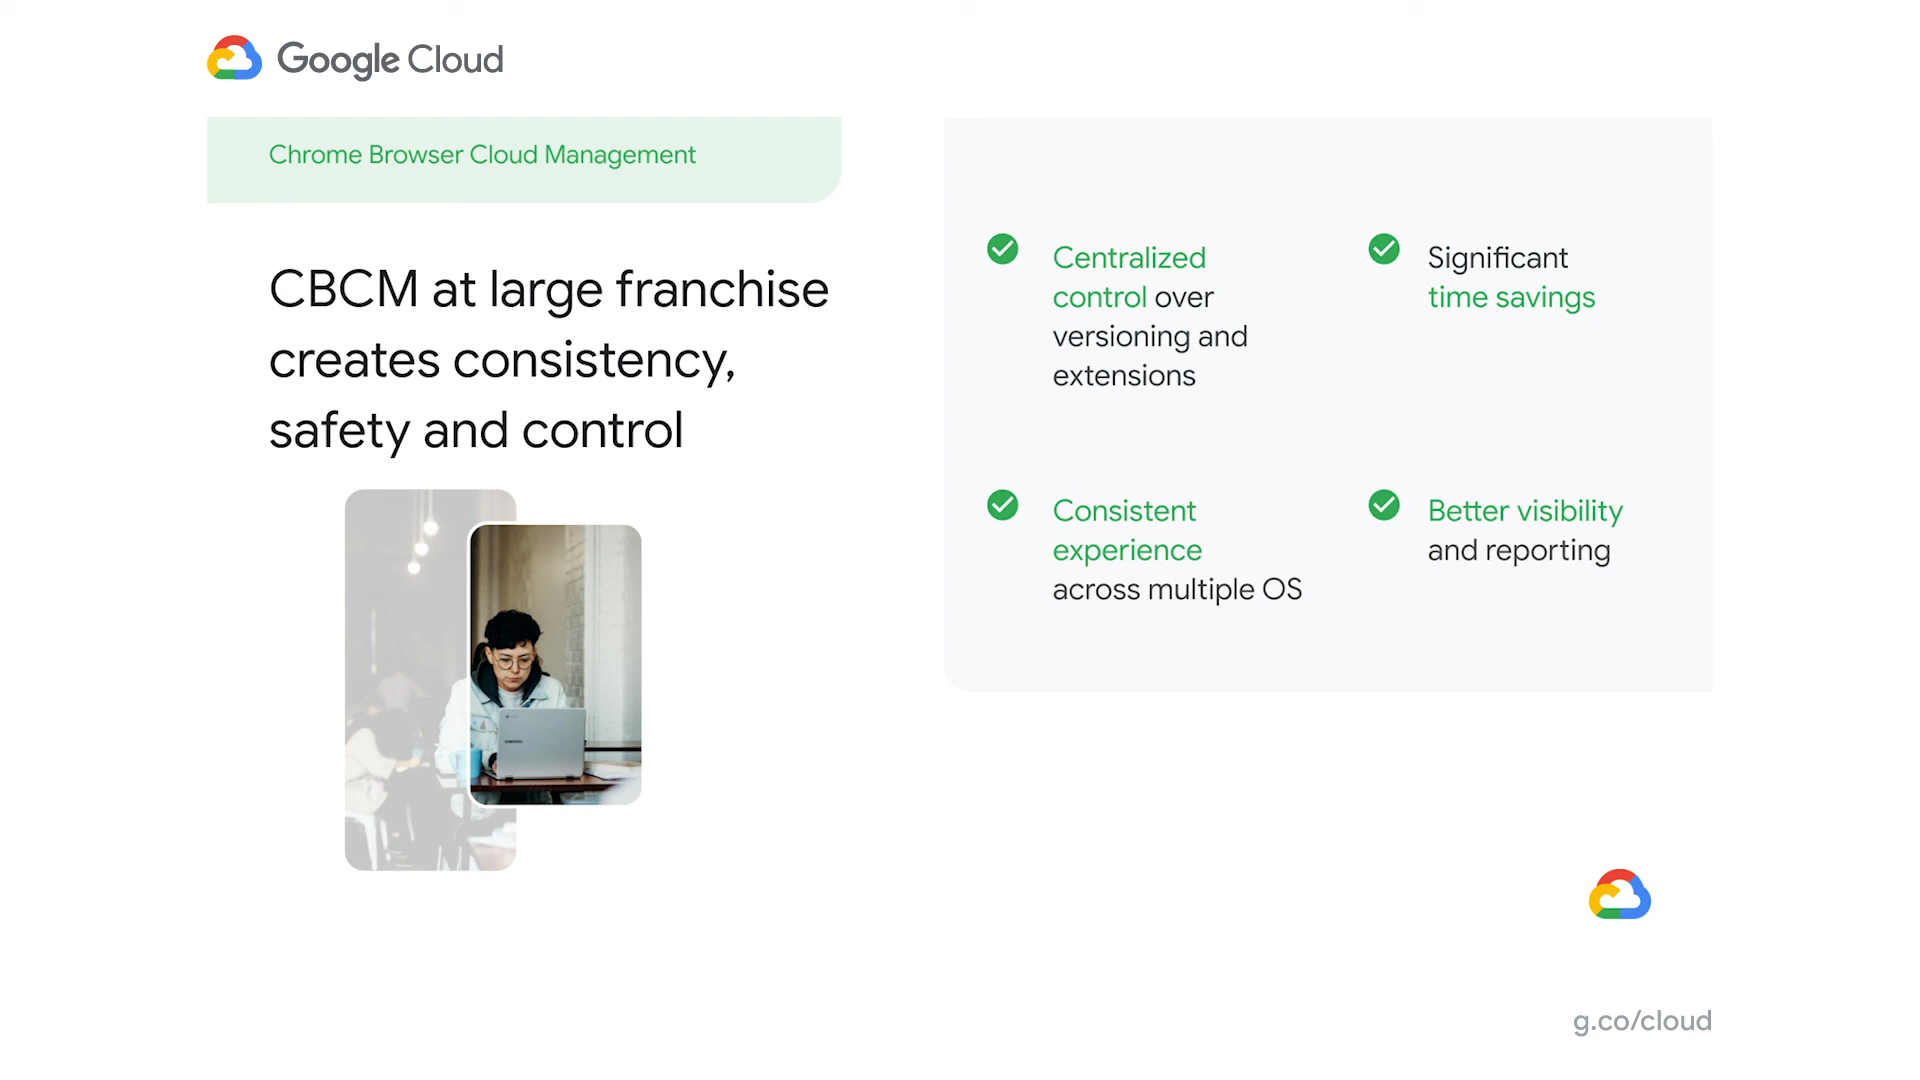 Google Cloud
Chrome Browser Cloud Management
CBCM at large franchise
creates consistency,
safety and control
Centralized
control over
versioning and
extensions
Significant
time savings
Consistent
experience
across multiple OS
Better visibility
and reporting
SAMSUNG
g.co/cloud